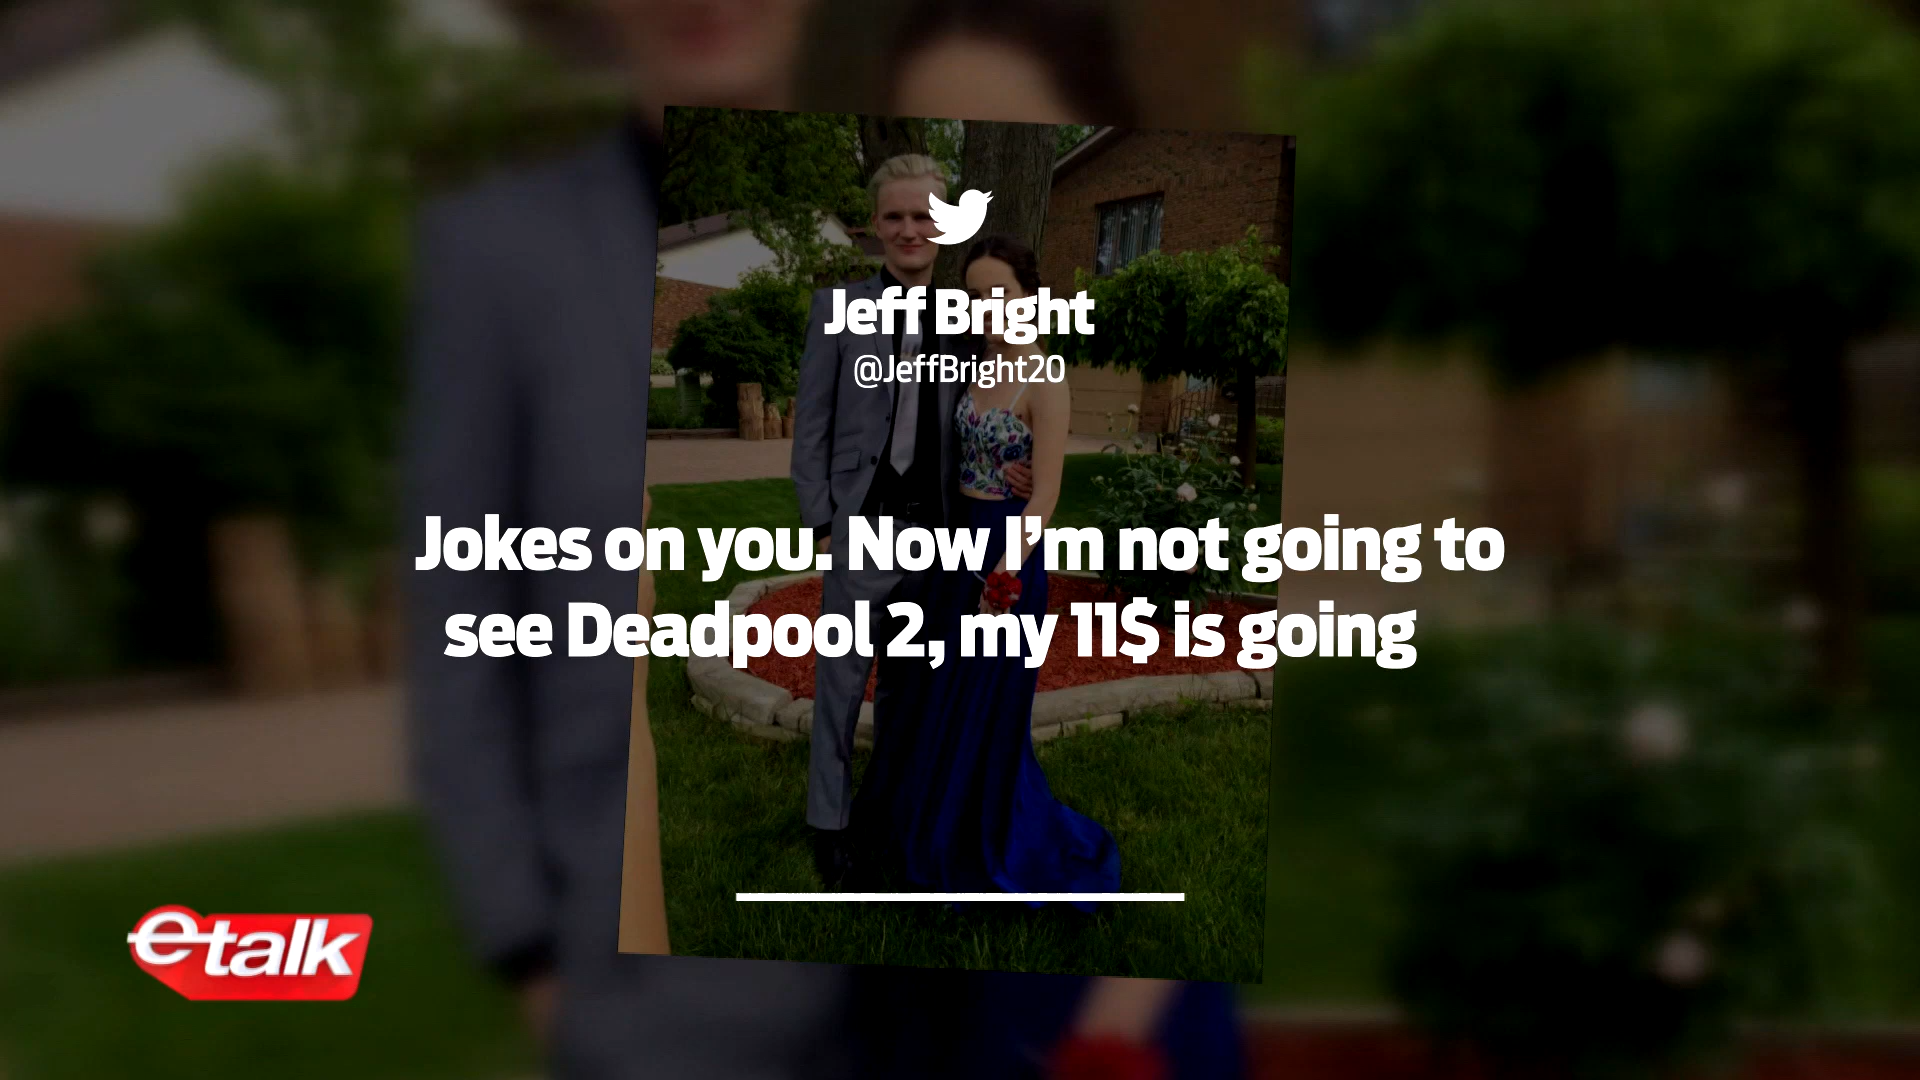 Jeff Bright
@JeffBright20
Jokes on you. Now I'm not going to
see Deadpool 2, my 11$ is going
etalk